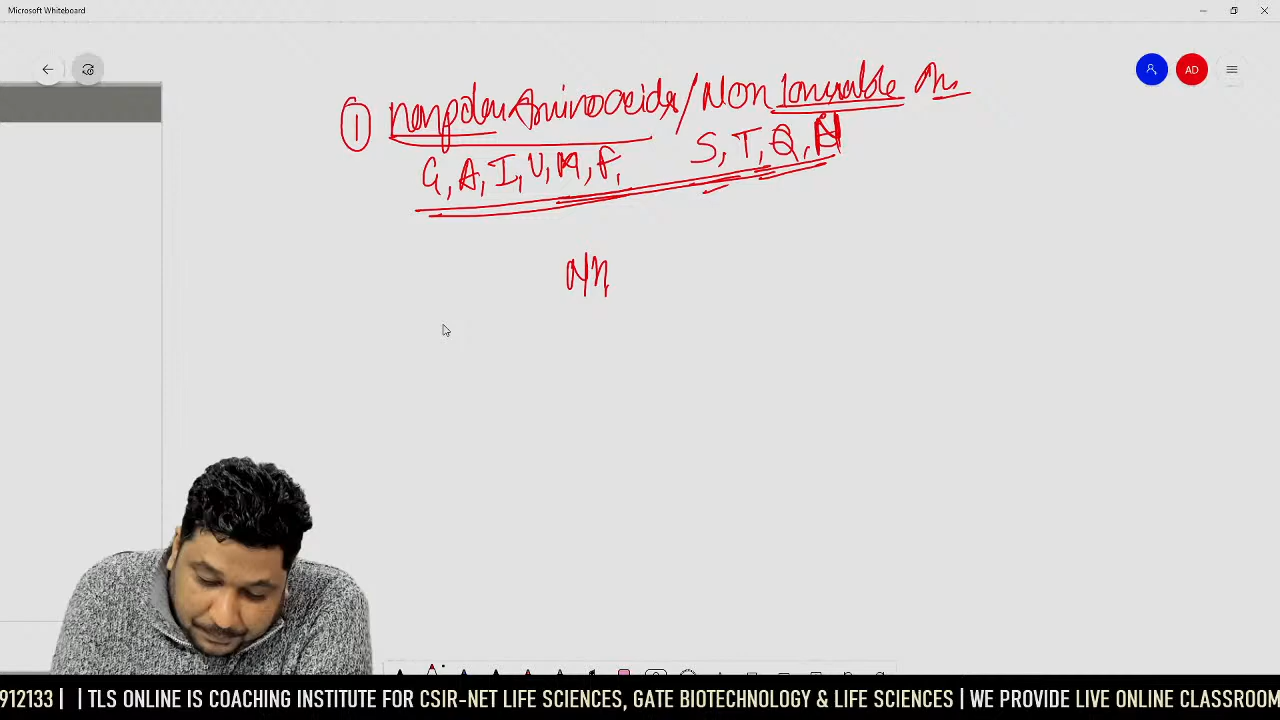 Microsoft Whiteboard
AD
① nonpolar Aminoacids/Non Ionizable
G, A, I, V, M, F, S, T, Q, N
912133 | | TLS ONLINE IS COACHING INSTITUTE FOR CSIR-NET LIFE SCIENCES, GATE BIOTECHNOLOGY & LIFE SCIENCES | WE PROVIDE LIVE ONLINE CLASSROOM